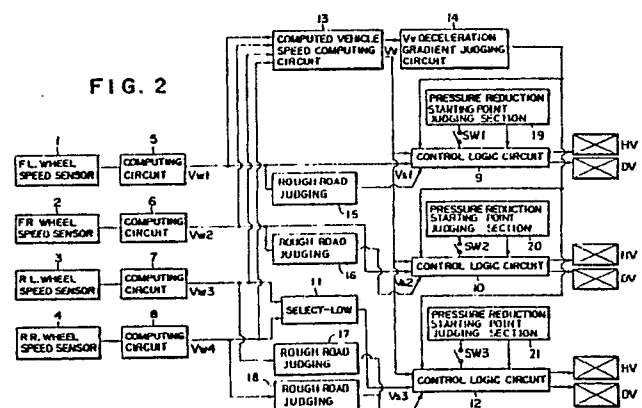 FIG. 2
13
COMPUTED VEHICLE
SPEED COMPUTING
CIRCUIT
Vv
14
Vv DECELERATION
GRADIENT JUDGING
CIRCUIT
1
FL. WHEEL
SPEED SENSOR
5
COMPUTING
CIRCUIT
Vw1
2
FR. WHEEL
SPEED SENSOR
6
COMPUTING
CIRCUIT
Vw2
3
RL. WHEEL
SPEED SENSOR
7
COMPUTING
CIRCUIT
Vw3
4
RR. WHEEL
SPEED SENSOR
8
COMPUTING
CIRCUIT
Vw4
ROUGH ROAD
JUDGING
15
ROUGH ROAD
JUDGING
16
11
SELECT-LOW
17
ROUGH ROAD
JUDGING
18
ROUGH ROAD
JUDGING
PRESSURE REDUCTION
STARTING POINT
JUDGING SECTION
SW1
19
Vs1
CONTROL LOGIC CIRCUIT
9
HV
DV
PRESSURE REDUCTION
STARTING POINT
JUDGING SECTION
SW2
20
Vs2
CONTROL LOGIC CIRCUIT
10
HV
DV
PRESSURE REDUCTION
STARTING POINT
JUDGING SECTION
SW3
21
Vs3
CONTROL LOGIC CIRCUIT
12
HV
DV